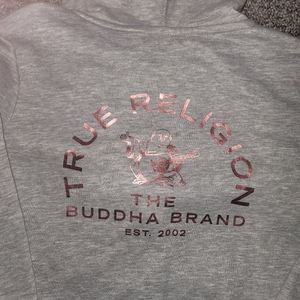 TRUE RELIGION
THE
BUDDHA BRAND
EST. 2002